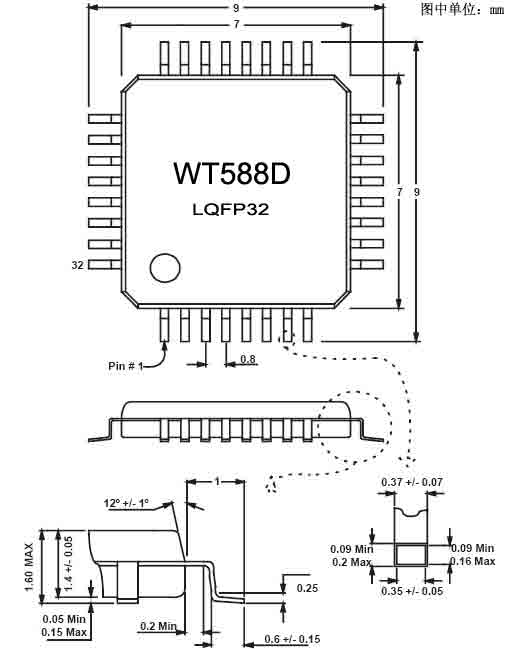 9
图中单位：mm
7
WT588D
LQFP32
7
9
32
Pin # 1
0.8
1
12º +/- 1º
0.37 +/- 0.07
1.60 MAX
1.4 +/- 0.05
0.09 Min
0.2 Max
0.09 Min
0.16 Max
0.25
0.35 +/- 0.05
0.05 Min
0.15 Max
0.2 Min
0.6 +/- 0.15